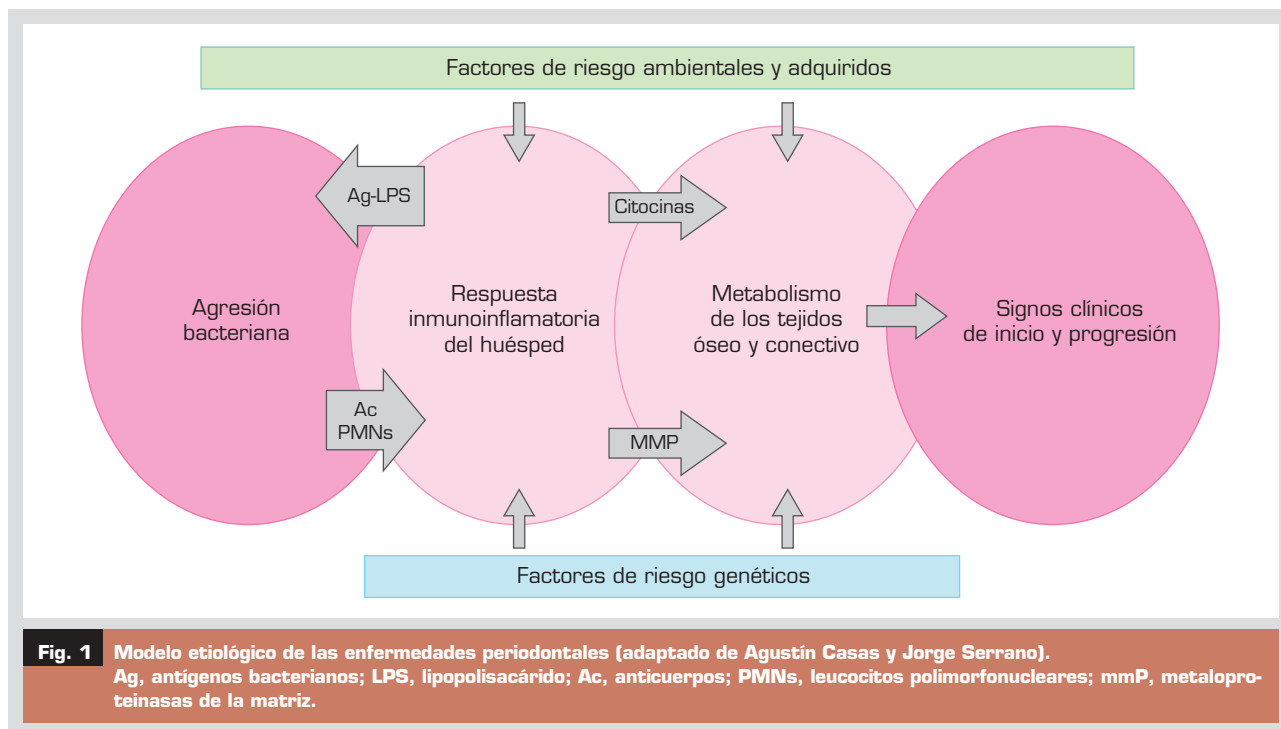 Factores de riesgo ambientales y adquiridos
Ag-LPS
Citocinas
Agresión
bacteriana
Respuesta
inmunoinflamatoria
del huésped
Metabolismo
de los tejidos
óseo y conectivo
Signos clínicos
de inicio y progresión
Ac
PMNs
MMP
Factores de riesgo genéticos
Fig. 1 Modelo etiológico de las enfermedades periodontales (adaptado de Agustín Casas y Jorge Serrano).
Ag, antígenos bacterianos; LPS, lipopolisacárido; Ac, anticuerpos; PMNs, leucocitos polimorfonucleares; mmP, metalopro-
teinasas de la matriz.